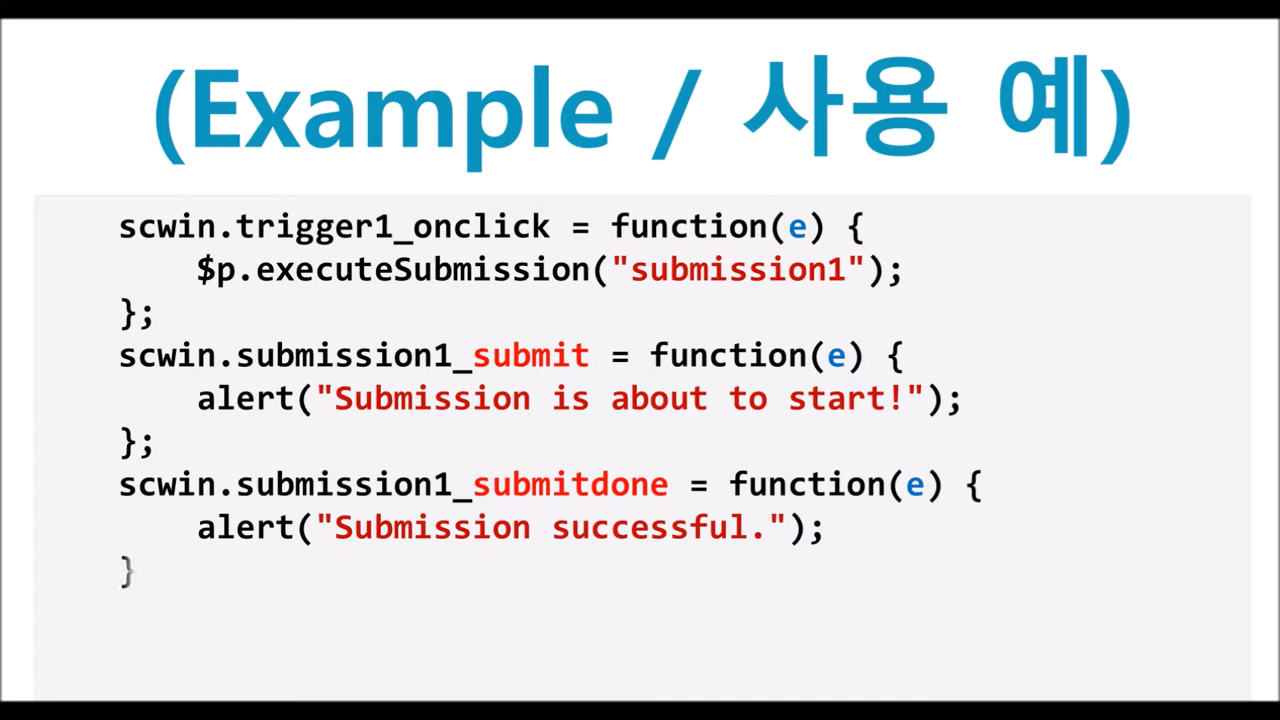 (Example / 사용 예)
scwin.trigger1_onclick = function(e) {
$p.executeSubmission("submission1");
};
scwin.submission1_submit = function(e) {
alert("Submission is about to start!");
};
scwin.submission1_submitdone = function(e) {
alert("Submission successful.");
}